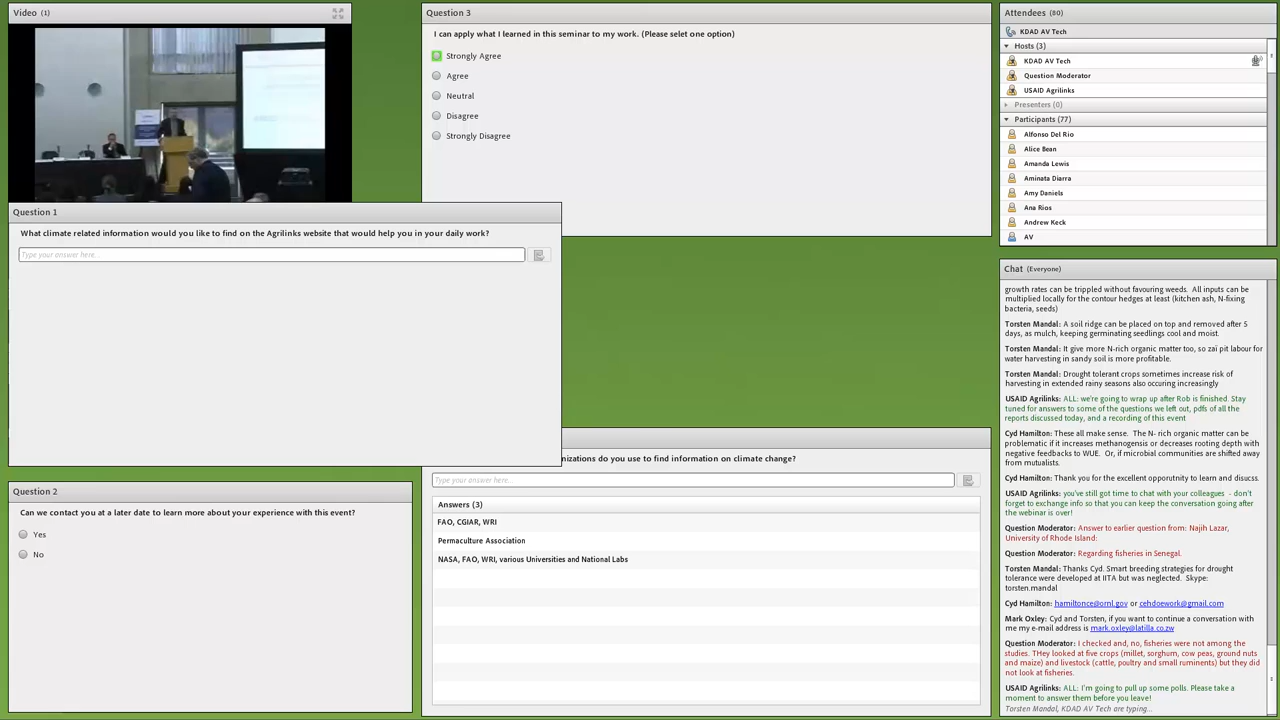 Video (1)
Question 3
I can apply what I learned in this seminar to my work. (Please selet one option)
Strongly Agree
Agree
Neutral
Disagree
Strongly Disagree
Question 1
What climate related information would you like to find on the Agrilinks website that would help you in your daily work?
Type your answer here...
Question 2
Can we contact you at a later date to learn more about your experience with this event?
Yes
No
nizations do you use to find information on climate change?
Type your answer here...
Answers (3)
FAO, CGIAR, WRI
Permaculture Association
NASA, FAO, WRI, various Universities and National Labs
Attendees (80)
KDAD AV Tech
Hosts (3)
KDAD AV Tech
Question Moderator
USAID Agrilinks
Presenters (0)
Participants (77)
Alfonso Del Rio
Alice Bean
Amanda Lewis
Aminata Diarra
Amy Daniels
Ana Rios
Andrew Keck
AV
Chat (Everyone)
growth rates can be trippled without favouring weeds. All inputs can be
multiplied locally for the contour hedges at least (kitchen ash, N-fixing
bacteria, seeds)
Torsten Mandal: A soil ridge can be placed on top and removed after 5
days, as mulch, keeping germinating seedlings cool and moist.
Torsten Mandal: It give more N-rich organic matter too, so zaï pit labour for
water harvesting in sandy soil is more profitable.
Torsten Mandal: Drought tolerant crops sometimes increase risk of
harvesting in extended rainy seasons also occuring increasingly
USAID Agrilinks: ALL: we're going to wrap up after Rob is finished. Stay
tuned for answers to some of the questions we left out, pdfs of all the
reports discussed today, and a recording of this event
Cyd Hamilton: These all make sense. The N- rich organic matter can be
problematic if it increases methanogensis or decreases rooting depth with
negative feedbacks to WUE. Or, if microbial communities are shifted away
from mutualists.
Cyd Hamilton: Thank you for the excellent opporutnity to learn and disucss.
USAID Agrilinks: you've still got time to chat with your colleagues - don't
forget to exchange info so that you can keep the conversation going after
the webinar is over!
Question Moderator: Answer to earlier question from: Najih Lazar,
University of Rhode Island:
Question Moderator: Regarding fisheries in Senegal.
Torsten Mandal: Thanks Cyd. Smart breeding strategies for drought
tolerance were developed at IITA but was neglected. Skype:
torsten.mandal
Cyd Hamilton: hamiltonce@ornl.gov or cehdoework@gmail.com
Mark Oxley: Cyd and Torsten, if you want to continue a conversation with
me my e-mail address is mark.oxley@latilla.co.zw
Question Moderator: I checked and, no, fisheries were not among the
studies. THey looked at five crops (millet, sorghum, cow peas, ground nuts
and maize) and livestock (cattle, poultry and small ruminents) but they did
not look at fisheries.
USAID Agrilinks: ALL: I'm going to pull up some polls. Please take a
moment to answer them before you leave!
Torsten Mandal, KDAD AV Tech are typing...